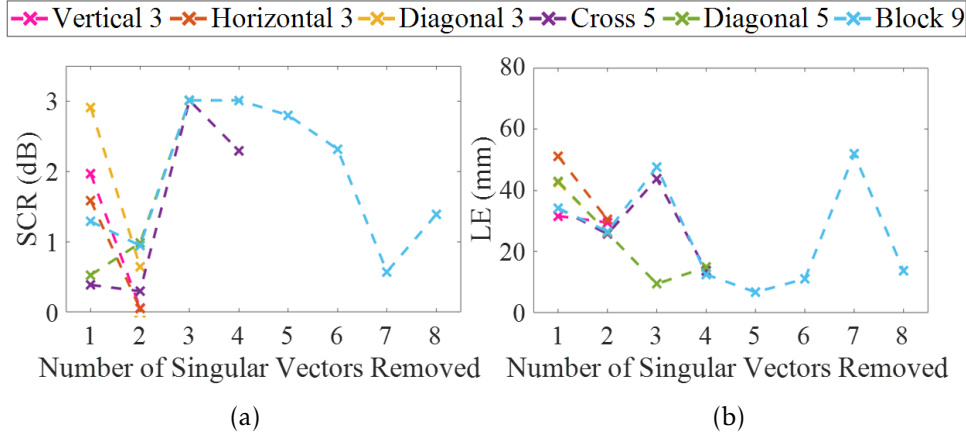 Vertical 3 Horizontal 3 Diagonal 3 Cross 5 Diagonal 5 Block 9
SCR (dB)
3
2
1
0
1 2 3 4 5 6 7 8
Number of Singular Vectors Removed
(a)
LE (mm)
80
60
40
20
0
1 2 3 4 5 6 7 8
Number of Singular Vectors Removed
(b)